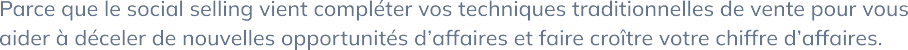 Parce que le social selling vient compléter vos techniques traditionnelles de vente pour vous
aider à déceler de nouvelles opportunités d’affaires et faire croître votre chiffre d’affaires.